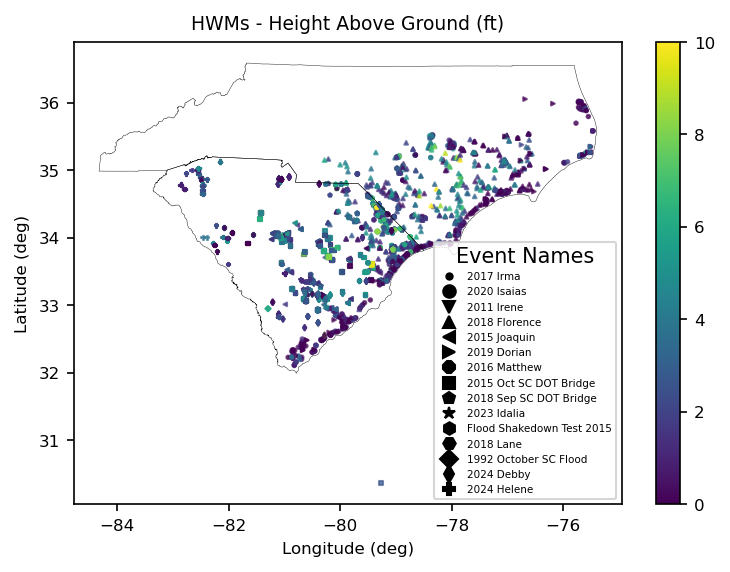 HWMs - Height Above Ground (ft)
10
8
6
4
2
0
36
35
34
33
32
31
Latitude (deg)
Event Names
2017 Irma
2020 Isaias
2011 Irene
2018 Florence
2015 Joaquin
2019 Dorian
2016 Matthew
2015 Oct SC DOT Bridge
2018 Sep SC DOT Bridge
2023 Idalia
Flood Shakedown Test 2015
2018 Lane
1992 October SC Flood
2024 Debby
2024 Helene
−84 −82 −80 −78 −76
Longitude (deg)